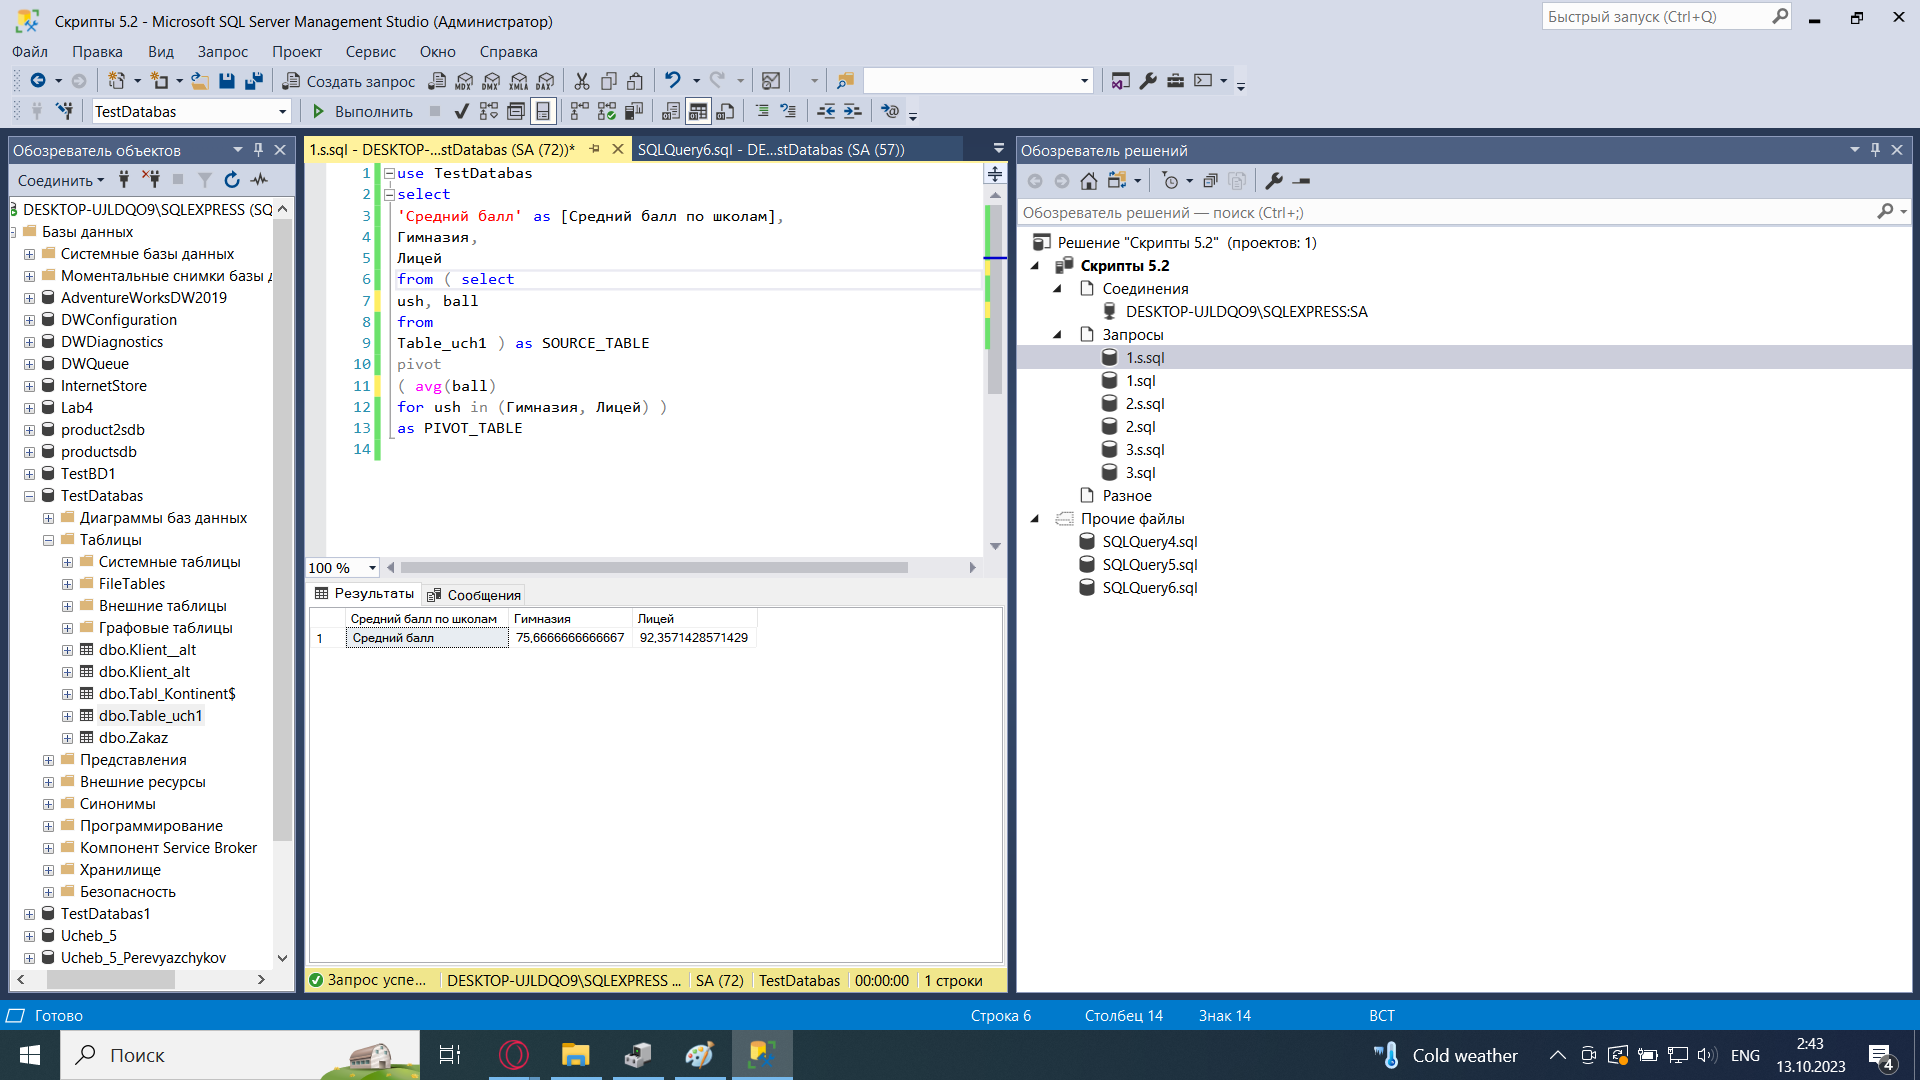 Скрипты 5.2 - Microsoft SQL Server Management Studio (Администратор)
Быстрый запуск (Ctrl+Q)
Файл Правка Вид Запрос Проект Сервис Окно Справка
Создать запрос
MDX DMX XMLA DAX
TestDatabas
Выполнить
Обозреватель объектов
Соединить
DESKTOP-UJLDQO9\SQLEXPRESS (SQ
Базы данных
Системные базы данных
Моментальные снимки базы д
AdventureWorksDW2019
DWConfiguration
DWDiagnostics
DWQueue
InternetStore
Lab4
product2sdb
productsdb
TestBD1
TestDatabas
Диаграммы баз данных
Таблицы
Системные таблицы
FileTables
Внешние таблицы
Графовые таблицы
dbo.Klient__alt
dbo.Klient_alt
dbo.Tabl_Kontinent$
dbo.Table_uch1
dbo.Zakaz
Представления
Внешние ресурсы
Синонимы
Программирование
Компонент Service Broker
Хранилище
Безопасность
TestDatabas1
Ucheb_5
Ucheb_5_Perevyazchykov
1.s.sql - DESKTOP-...stDatabas (SA (72))*
SQLQuery6.sql - DE...stDatabas (SA (57))
1 use TestDatabas
2 select
3 'Средний балл' as [Средний балл по школам],
4 Гимназия,
5 Лицей
6 from ( select
7 ush, ball
8 from
9 Table_uch1 ) as SOURCE_TABLE
10 pivot
11 ( avg(ball)
12 for ush in (Гимназия, Лицей) )
13 as PIVOT_TABLE
14
100 %
Результаты Сообщения
Средний балл по школам Гимназия Лицей
1 Средний балл 75,6666666666667 92,3571428571429
Запрос успе... DESKTOP-UJLDQO9\SQLEXPRESS ... SA (72) TestDatabas 00:00:00 1 строки
Обозреватель решений
Обозреватель решений — поиск (Ctrl+;)
Решение "Скрипты 5.2" (проектов: 1)
Скрипты 5.2
Соединения
DESKTOP-UJLDQO9\SQLEXPRESS:SA
Запросы
1.s.sql
1.sql
2.s.sql
2.sql
3.s.sql
3.sql
Разное
Прочие файлы
SQLQuery4.sql
SQLQuery5.sql
SQLQuery6.sql
Готово Строка 6 Столбец 14 Знак 14 ВСТ
Поиск
Cold weather
ENG
2:43
13.10.2023
4